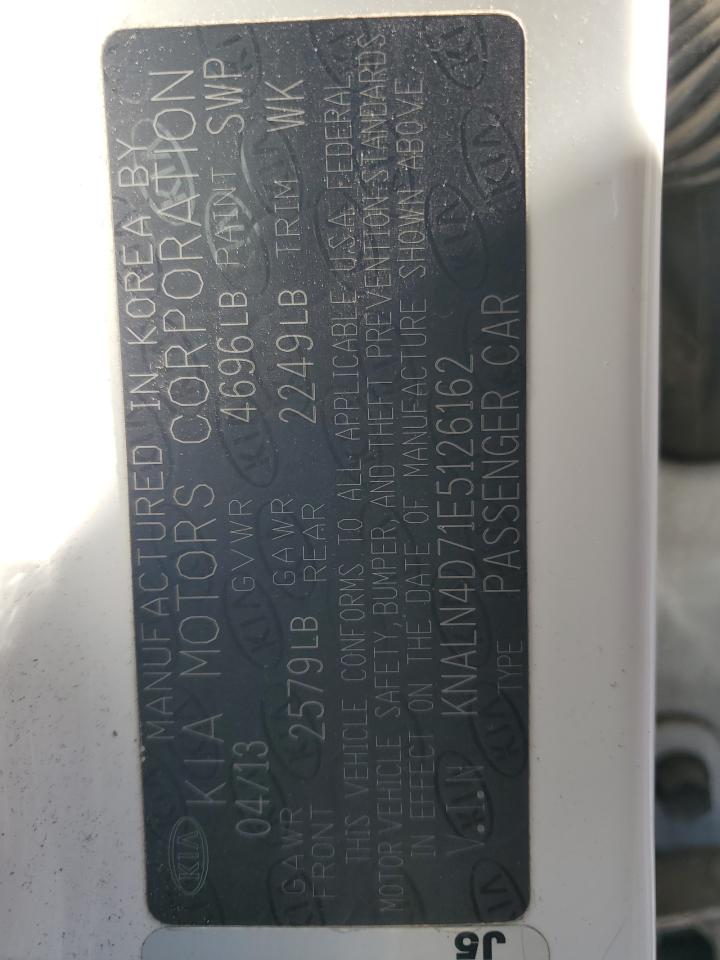 MANUFACTURED IN KOREA BY
KIA KIA MOTORS CORPORATION
04/13 GVWR 4696LB PAINT SWP
GAWR FRONT 2579LB GAWR REAR 2249LB TRIM WK
THIS VEHICLE CONFORMS TO ALL APPLICABLE U.S.A. FEDERAL
MOTOR VEHICLE SAFETY, BUMPER, AND THEFT PREVENTION STANDARDS
IN EFFECT ON THE DATE OF MANUFACTURE SHOWN ABOVE
V.I.N KNALN4D71E5126162
TYPE PASSENGER CAR
J5